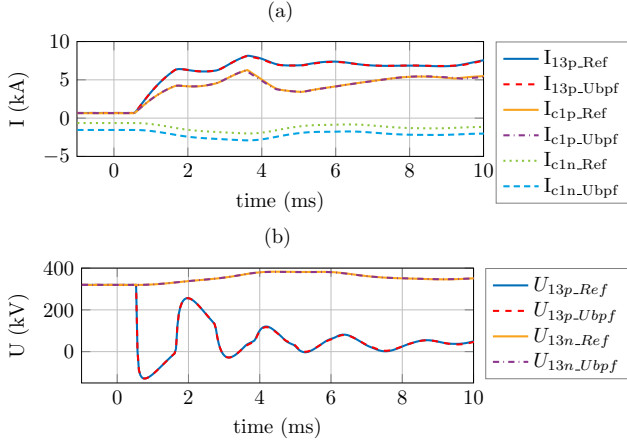 (a)
10
5
0
−5
I (kA)
0
2
4
6
8
10
time (ms)
I13p_Ref
I13p_Ubpf
Ic1p_Ref
Ic1p_Ubpf
Ic1n_Ref
Ic1n_Ubpf
(b)
400
200
0
U (kV)
0
2
4
6
8
10
time (ms)
U13p_Ref
U13p_Ubpf
U13n_Ref
U13n_Ubpf